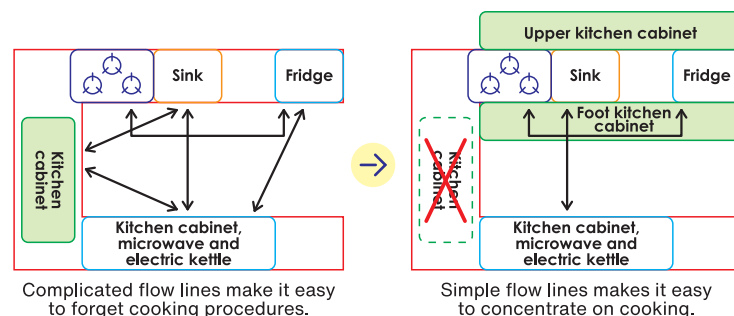 Sink
Fridge
Kitchen
cabinet
Kitchen cabinet,
microwave and
electric kettle
Complicated flow lines make it easy
to forget cooking procedures.
Upper kitchen cabinet
Sink
Fridge
Foot kitchen
cabinet
Kitchen
cabinet
Kitchen cabinet,
microwave and
electric kettle
Simple flow lines makes it easy
to concentrate on cooking.